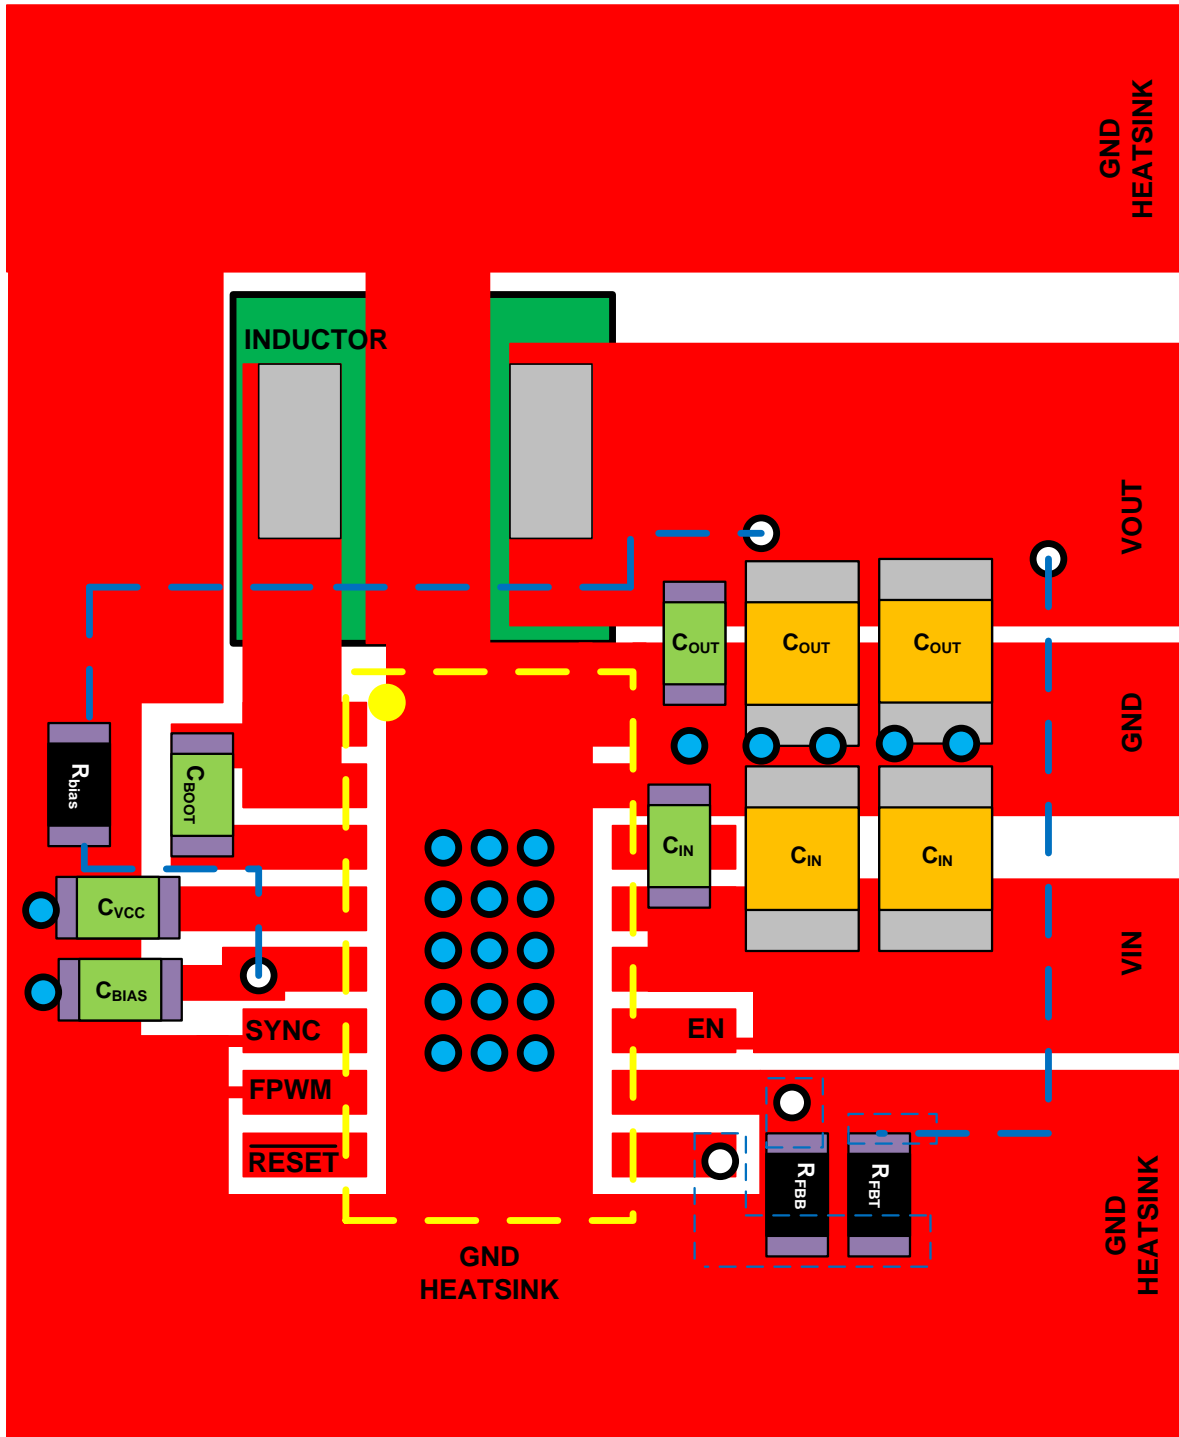 GND
HEATSINK
INDUCTOR
VOUT
COUT
COUT
COUT
GND
Rbias
CBOOT
CIN
CIN
CIN
CVCC
VIN
CBIAS
SYNC
EN
FPWM
RESET
RFBB
RFBT
GND
HEATSINK
GND
HEATSINK